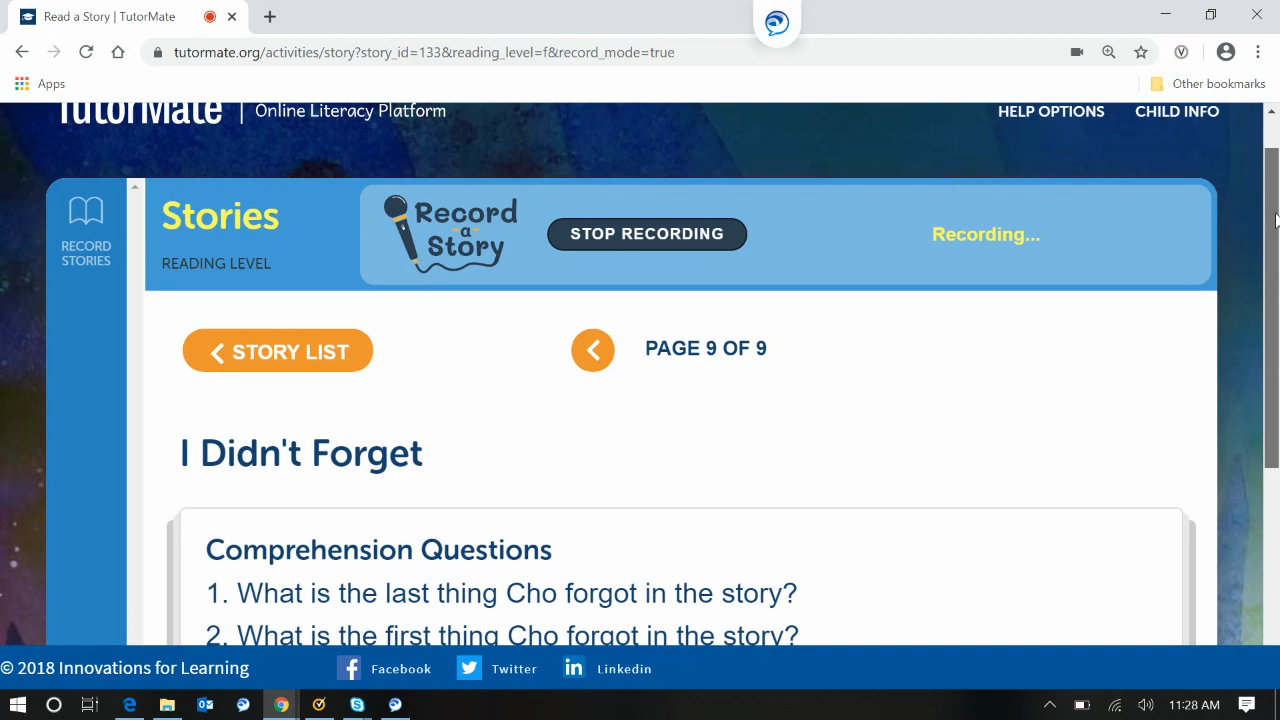 Read a Story | TutorMate
tutormate.org/activities/story?story_id=133&reading_level=f&record_mode=true
Apps
Other bookmarks
TutorMate | Online Literacy Platform
HELP OPTIONS
CHILD INFO
RECORD
STORIES
Stories
READING LEVEL
Record
a
Story
STOP RECORDING
Recording...
STORY LIST
PAGE 9 OF 9
I Didn't Forget
Comprehension Questions
1. What is the last thing Cho forgot in the story?
2. What is the first thing Cho forgot in the story?
© 2018 Innovations for Learning
Facebook
Twitter
Linkedin
11:28 AM